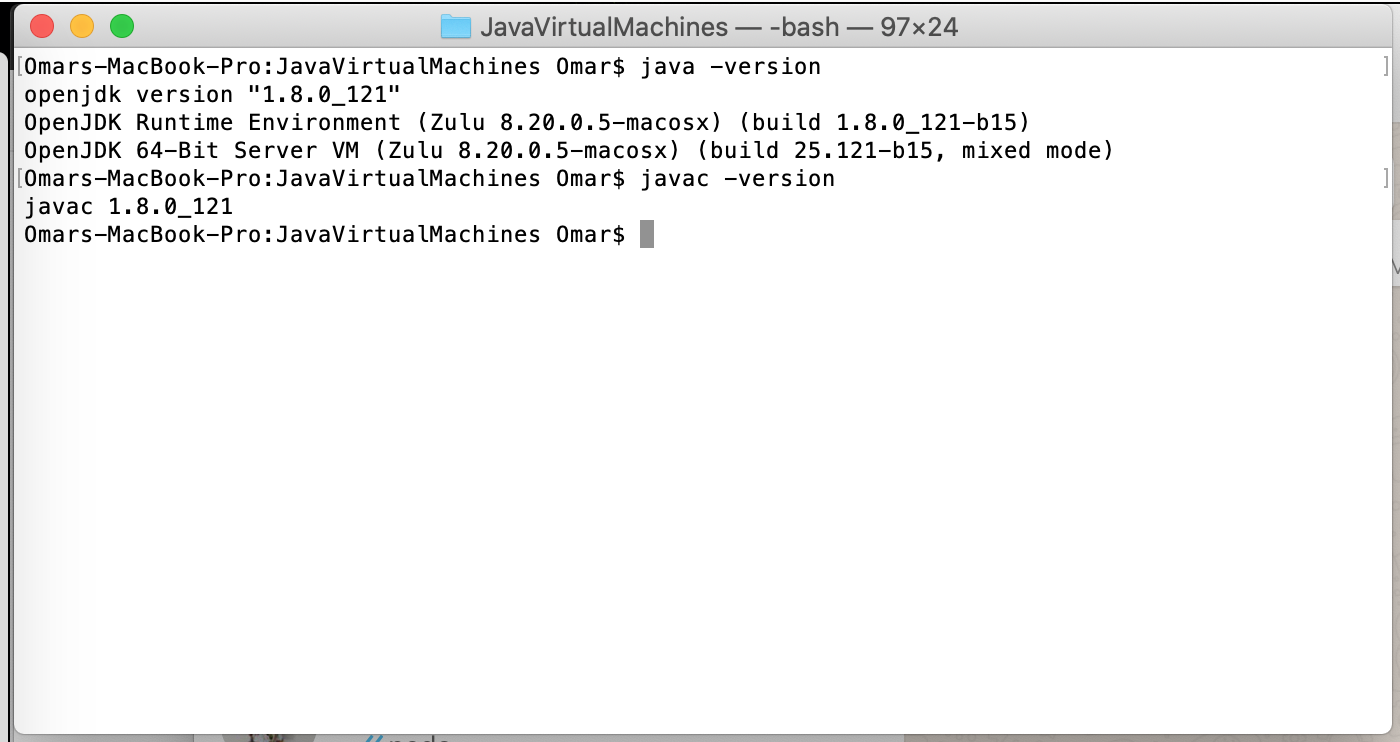 JavaVirtualMachines — -bash — 97×24
[Omars-MacBook-Pro:JavaVirtualMachines Omar$ java -version ]
openjdk version "1.8.0_121"
OpenJDK Runtime Environment (Zulu 8.20.0.5-macosx) (build 1.8.0_121-b15)
OpenJDK 64-Bit Server VM (Zulu 8.20.0.5-macosx) (build 25.121-b15, mixed mode)
[Omars-MacBook-Pro:JavaVirtualMachines Omar$ javac -version ]
javac 1.8.0_121
Omars-MacBook-Pro:JavaVirtualMachines Omar$